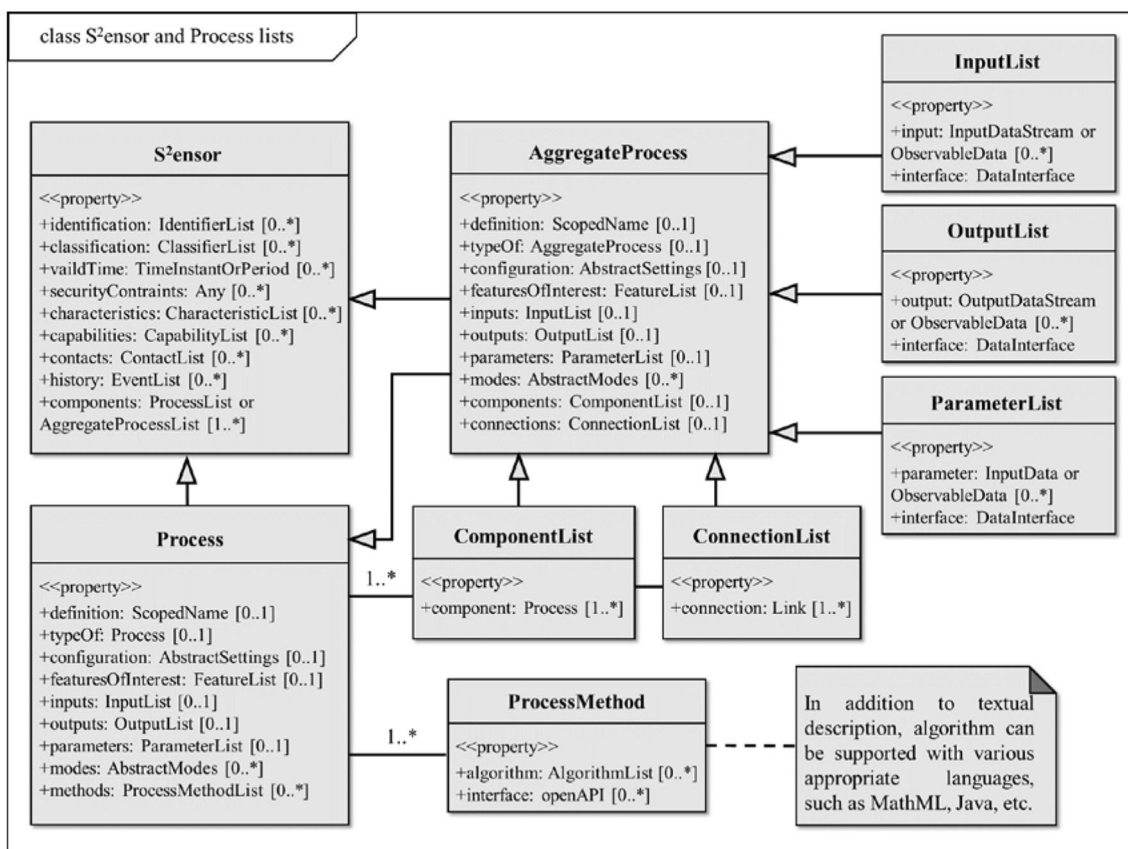 class S²ensor and Process lists
S²ensor
<<property>>
+identification: IdentifierList [0..*]
+classification: ClassifierList [0..*]
+vaildTime: TimeInstantOrPeriod [0..*]
+securityContraints: Any [0..*]
+characteristics: CharacteristicList [0..*]
+capabilities: CapabilityList [0..*]
+contacts: ContactList [0..*]
+history: EventList [0..*]
+components: ProcessList or
AggregateProcessList [1..*]
AggregateProcess
<<property>>
+definition: ScopedName [0..1]
+typeOf: AggregateProcess [0..1]
+configuration: AbstractSettings[0..1]
+featuresOfInterest: FeatureList [0..1]
+inputs: InputList [0..1]
+outputs: OutputList [0..1]
+parameters: ParameterList [0..1]
+modes: AbstractModes [0..*]
+components: ComponentList [0..1]
+connections: ConnectionList [0..1]
InputList
<<property>>
+input: InputDataStream or
ObservableData [0..*]
+interface: DataInterface
OutputList
<<property>>
+output: OutputDataStream
or ObservableData [0..*]
+interface: DataInterface
ParameterList
<<property>>
+parameter: InputData or
ObservableData [0..*]
+interface: DataInterface
Process
<<property>>
+definition: ScopedName [0..1]
+typeOf: Process [0..1]
+configuration: AbstractSettings [0..1]
+featuresOfInterest: FeatureList [0..1]
+inputs: InputList [0..1]
+outputs: OutputList [0..1]
+parameters: ParameterList [0..1]
+modes: AbstractModes [0..*]
+methods: ProcessMethodList [0..*]
1..*
ComponentList
<<property>>
+component: Process [1..*]
ConnectionList
<<property>>
+connection: Link [1..*]
1..*
ProcessMethod
<<property>>
+algorithm: AlgorithmList [0..*]
+interface: openAPI [0..*]
In addition to textual
description, algorithm can
be supported with various
appropriate languages,
such as MathML, Java, etc.